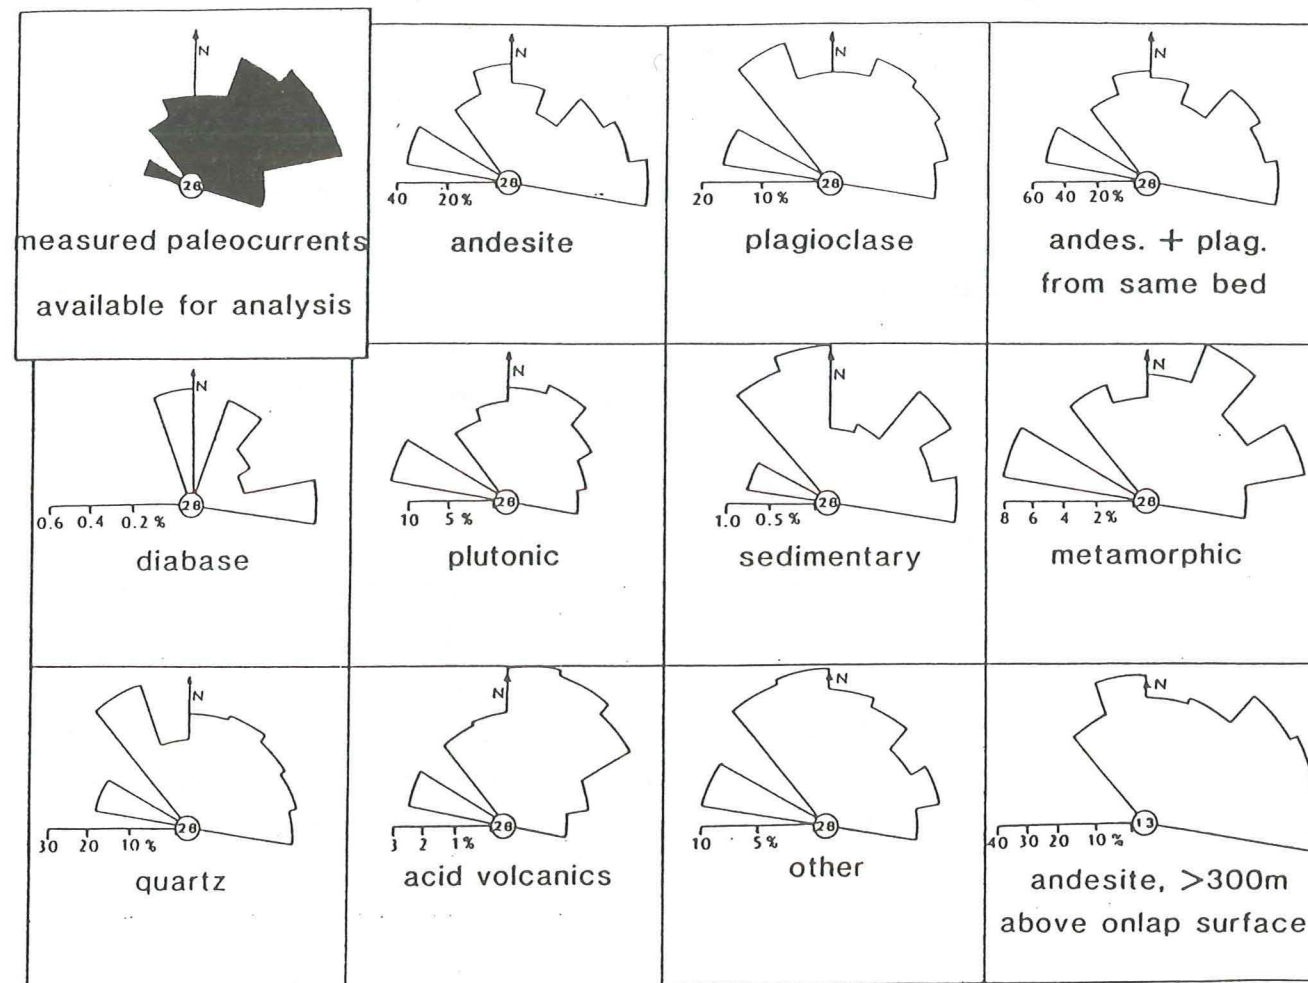 N
28
measured paleocurrents
available for analysis
N
28
40 20 %
andesite
N
28
20 10 %
plagioclase
N
28
60 40 20 %
andes. + plag.
from same bed
N
28
0.6 0.4 0.2 %
diabase
N
28
10 5 %
plutonic
N
28
1.0 0.5 %
sedimentary
N
28
8 6 4 2 %
metamorphic
N
28
30 20 10 %
quartz
N
28
3 2 1 %
acid volcanics
N
28
10 5 %
other
N
13
40 30 20 10 %
andesite, >300m
above onlap surface